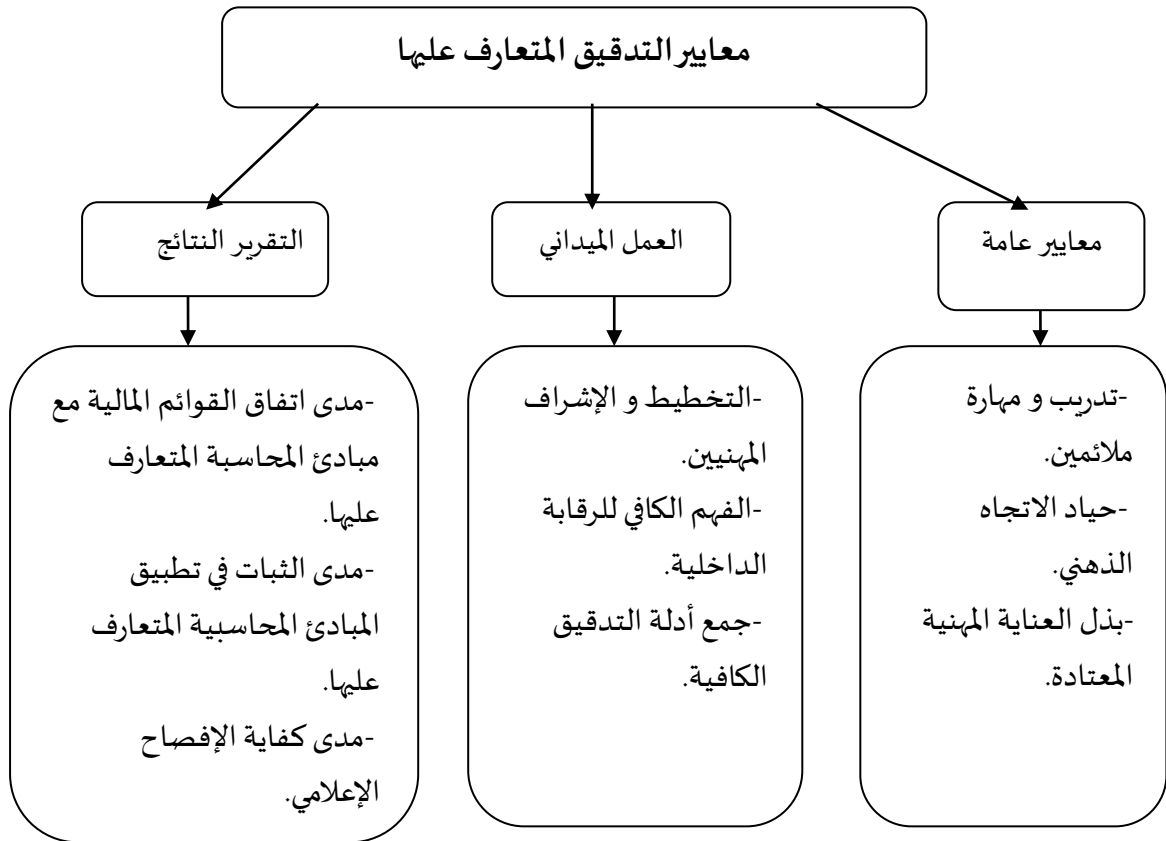 معايير التدقيق المتعارف عليها
معايير عامة
العمل الميداني
التقرير النتائج
-تدريب و مهارة
ملائمين.
-حياد الاتجاه
الذهني.
-بذل العناية المهنية
المعتادة.
-التخطيط و الإشراف
المهنيين.
-الفهم الكافي للرقابة
الداخلية.
-جمع أدلة التدقيق
الكافية.
-مدى اتفاق القوائم المالية مع
مبادئ المحاسبة المتعارف
عليها.
-مدى الثبات في تطبيق
المبادئ المحاسبية المتعارف
عليها.
-مدى كفاية الإفصاح
الإعلامي.